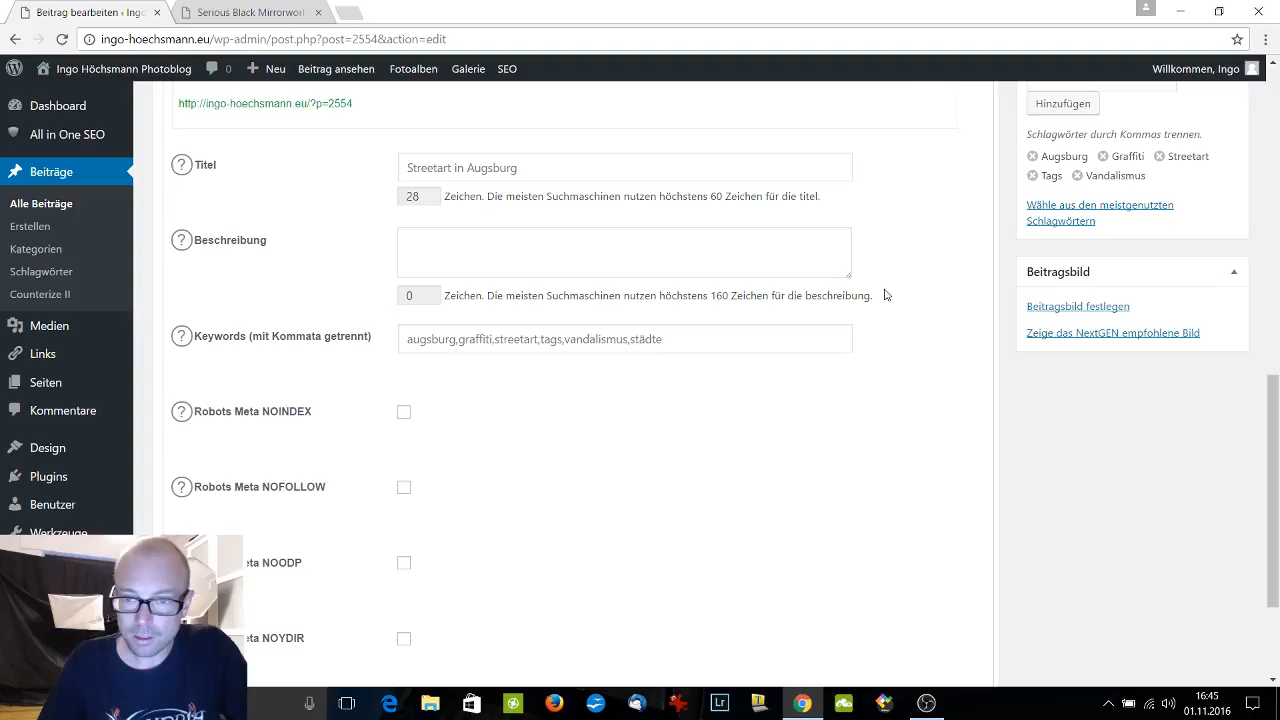 Beitrag bearbeiten ‹ Ingo
Serious Black Mirrorwor
ingo-hoechsmann.eu/wp-admin/post.php?post=2554&action=edit
Ingo Höchsmann Photoblog
0
Neu
Beitrag ansehen
Fotoalben
Galerie
SEO
Willkommen, Ingo
Dashboard
All in One SEO
Beiträge
Alle Beiträge
Erstellen
Kategorien
Schlagwörter
Counterize II
Medien
Links
Seiten
Kommentare
Design
Plugins
Benutzer
Werkzeuge
http://ingo-hoechsmann.eu/?p=2554
Titel
Streetart in Augsburg
28 Zeichen. Die meisten Suchmaschinen nutzen höchstens 60 Zeichen für die titel.
Beschreibung
0 Zeichen. Die meisten Suchmaschinen nutzen höchstens 160 Zeichen für die beschreibung.
Keywords (mit Kommata getrennt)
augsburg,graffiti,streetart,tags,vandalismus,städte
Robots Meta NOINDEX
Robots Meta NOFOLLOW
eta NOODP
eta NOYDIR
Hinzufügen
Schlagwörter durch Kommas trennen.
Augsburg
Graffiti
Streetart
Tags
Vandalismus
Wähle aus den meistgenutzten
Schlagwörtern
Beitragsbild
Beitragsbild festlegen
Zeige das NextGEN empfohlene Bild
Lr
16:45
01.11.2016